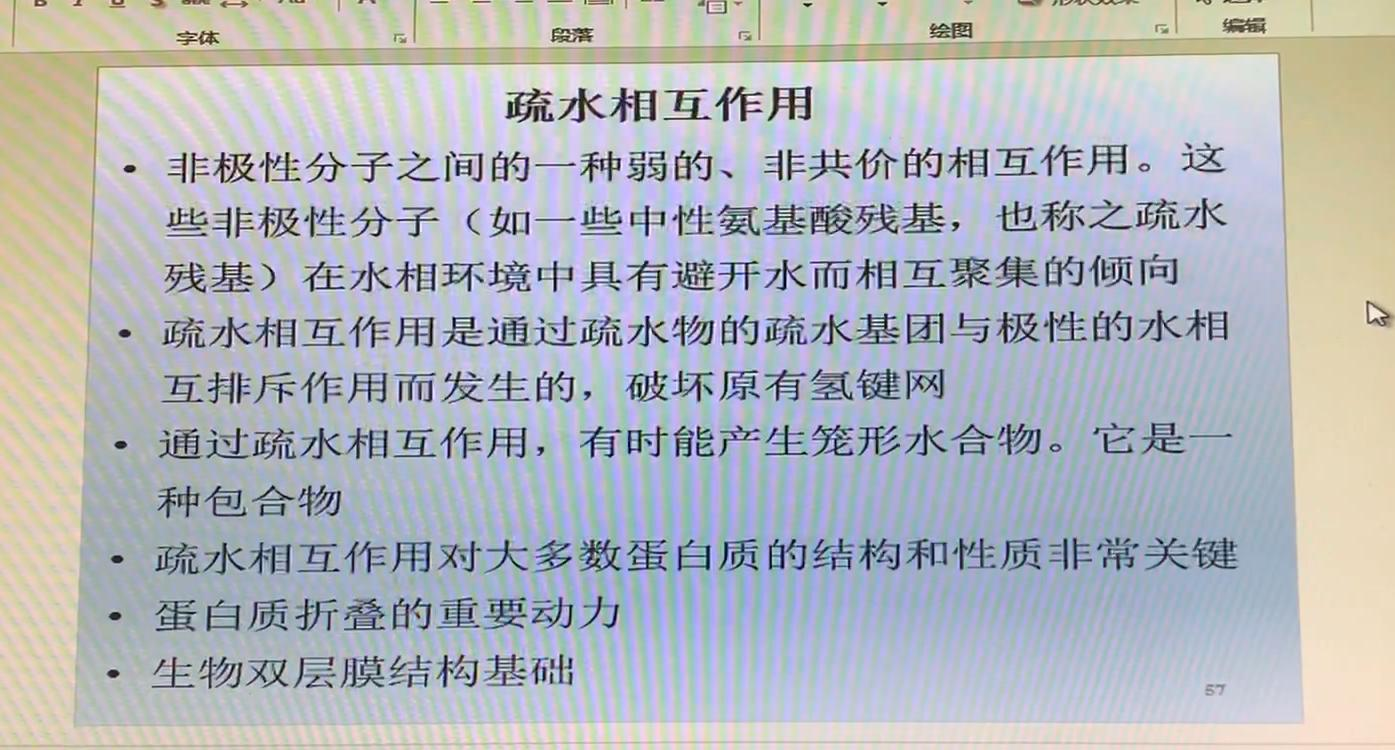 字体
段落
绘图
编辑
疏水相互作用
• 非极性分子之间的一种弱的、非共价的相互作用。这
些非极性分子（如一些中性氨基酸残基，也称之疏水
残基）在水相环境中具有避开水而相互聚集的倾向
• 疏水相互作用是通过疏水物的疏水基团与极性的水相
互排斥作用而发生的，破坏原有氢键网
• 通过疏水相互作用，有时能产生笼形水合物。它是一
种包合物
• 疏水相互作用对大多数蛋白质的结构和性质非常关键
• 蛋白质折叠的重要动力
• 生物双层膜结构基础
57